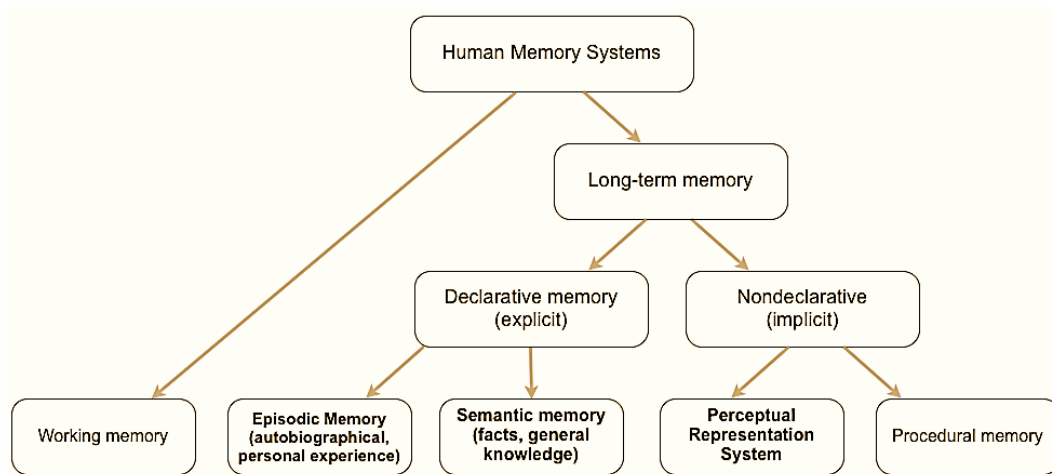 Human Memory Systems
Long-term memory
Declarative memory
(explicit)
Nondeclarative
(implicit)
Working memory
Episodic Memory
(autobiographical,
personal experience)
Semantic memory
(facts, general
knowledge)
Perceptual
Representation
System
Procedural memory